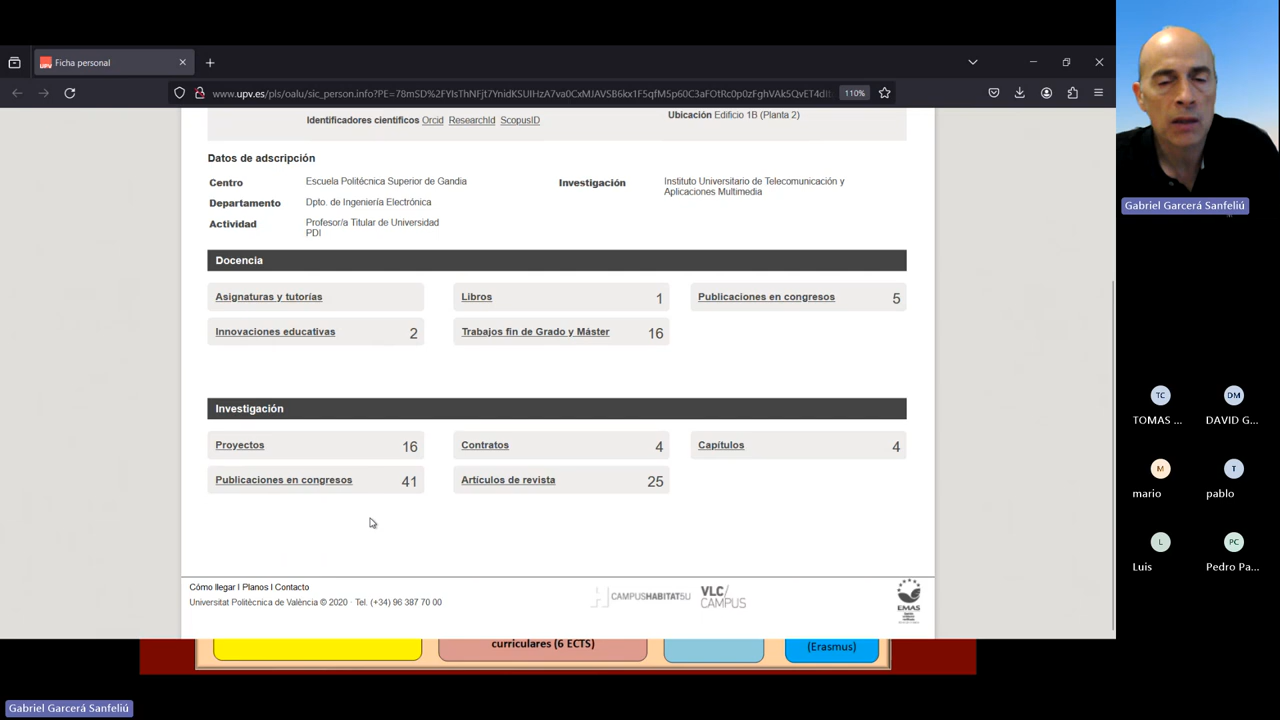 Ficha personal
www.upv.es/pls/oalu/sic_person.info?PE=
110%
Identificadores científicos Orcid ResearchId ScopusID
Ubicación Edificio 1B (Planta 2)
Datos de adscripción
Centro Escuela Politécnica Superior de Gandia
Investigación Instituto Universitario de Telecomunicación y
Aplicaciones Multimedia
Departamento Dpto. de Ingeniería Electrónica
Actividad Profesor/a Titular de Universidad
PDI
Docencia
Asignaturas y tutorías
Libros 1
Publicaciones en congresos 5
Innovaciones educativas 2
Trabajos fin de Grado y Máster 16
Investigación
Proyectos 16
Contratos 4
Capítulos 4
Publicaciones en congresos 41
Artículos de revista 25
Cómo llegar I Planos I Contacto
Universitat Politècnica de València © 2020 · Tel. (+34) 96 387 70 00
CAMPUSHABITAT5U
VLC/
CAMPUS
EMAS
curriculares (6 ECTS)
(Erasmus)
Gabriel Garcerá Sanfeliú
TC
DM
TOMAS ...
DAVID G...
M
T
mario
pablo
L
PC
Luis
Pedro Pa...
Gabriel Garcerá Sanfeliú